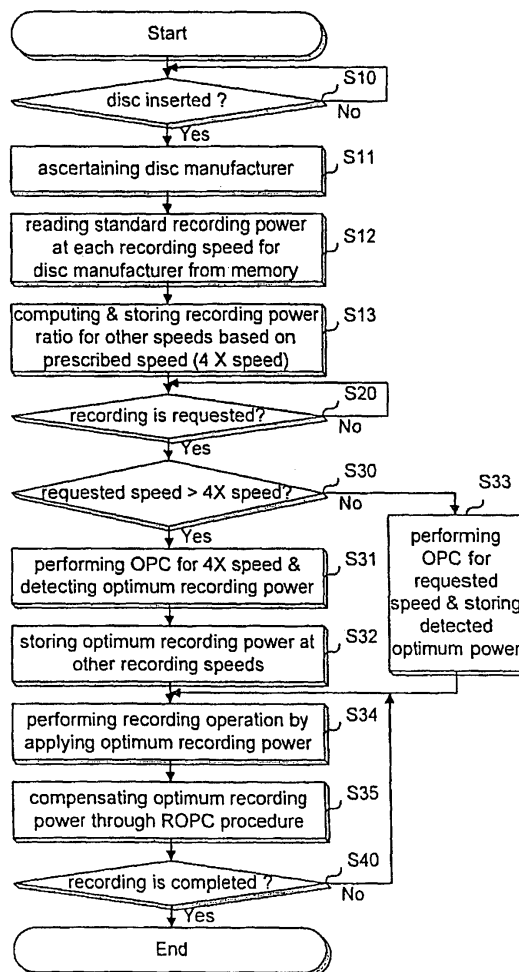 Start
S10
disc inserted ?
No
Yes
S11
ascertaining disc manufacturer
S12
reading standard recording power
at each recording speed for
disc manufacturer from memory
S13
computing & storing recording power
ratio for other speeds based on
prescribed speed (4 X speed)
S20
recording is requested?
No
Yes
S30
requested speed > 4X speed?
No
Yes
S33
performing
OPC for
requested
speed & storing
detected
optimum power
S31
performing OPC for 4X speed &
detecting optimum recording power
S32
storing optimum recording power at
other recording speeds
S34
performing recording operation by
applying optimum recording power
S35
compensating optimum recording
power through ROPC procedure
S40
recording is completed ?
No
Yes
End